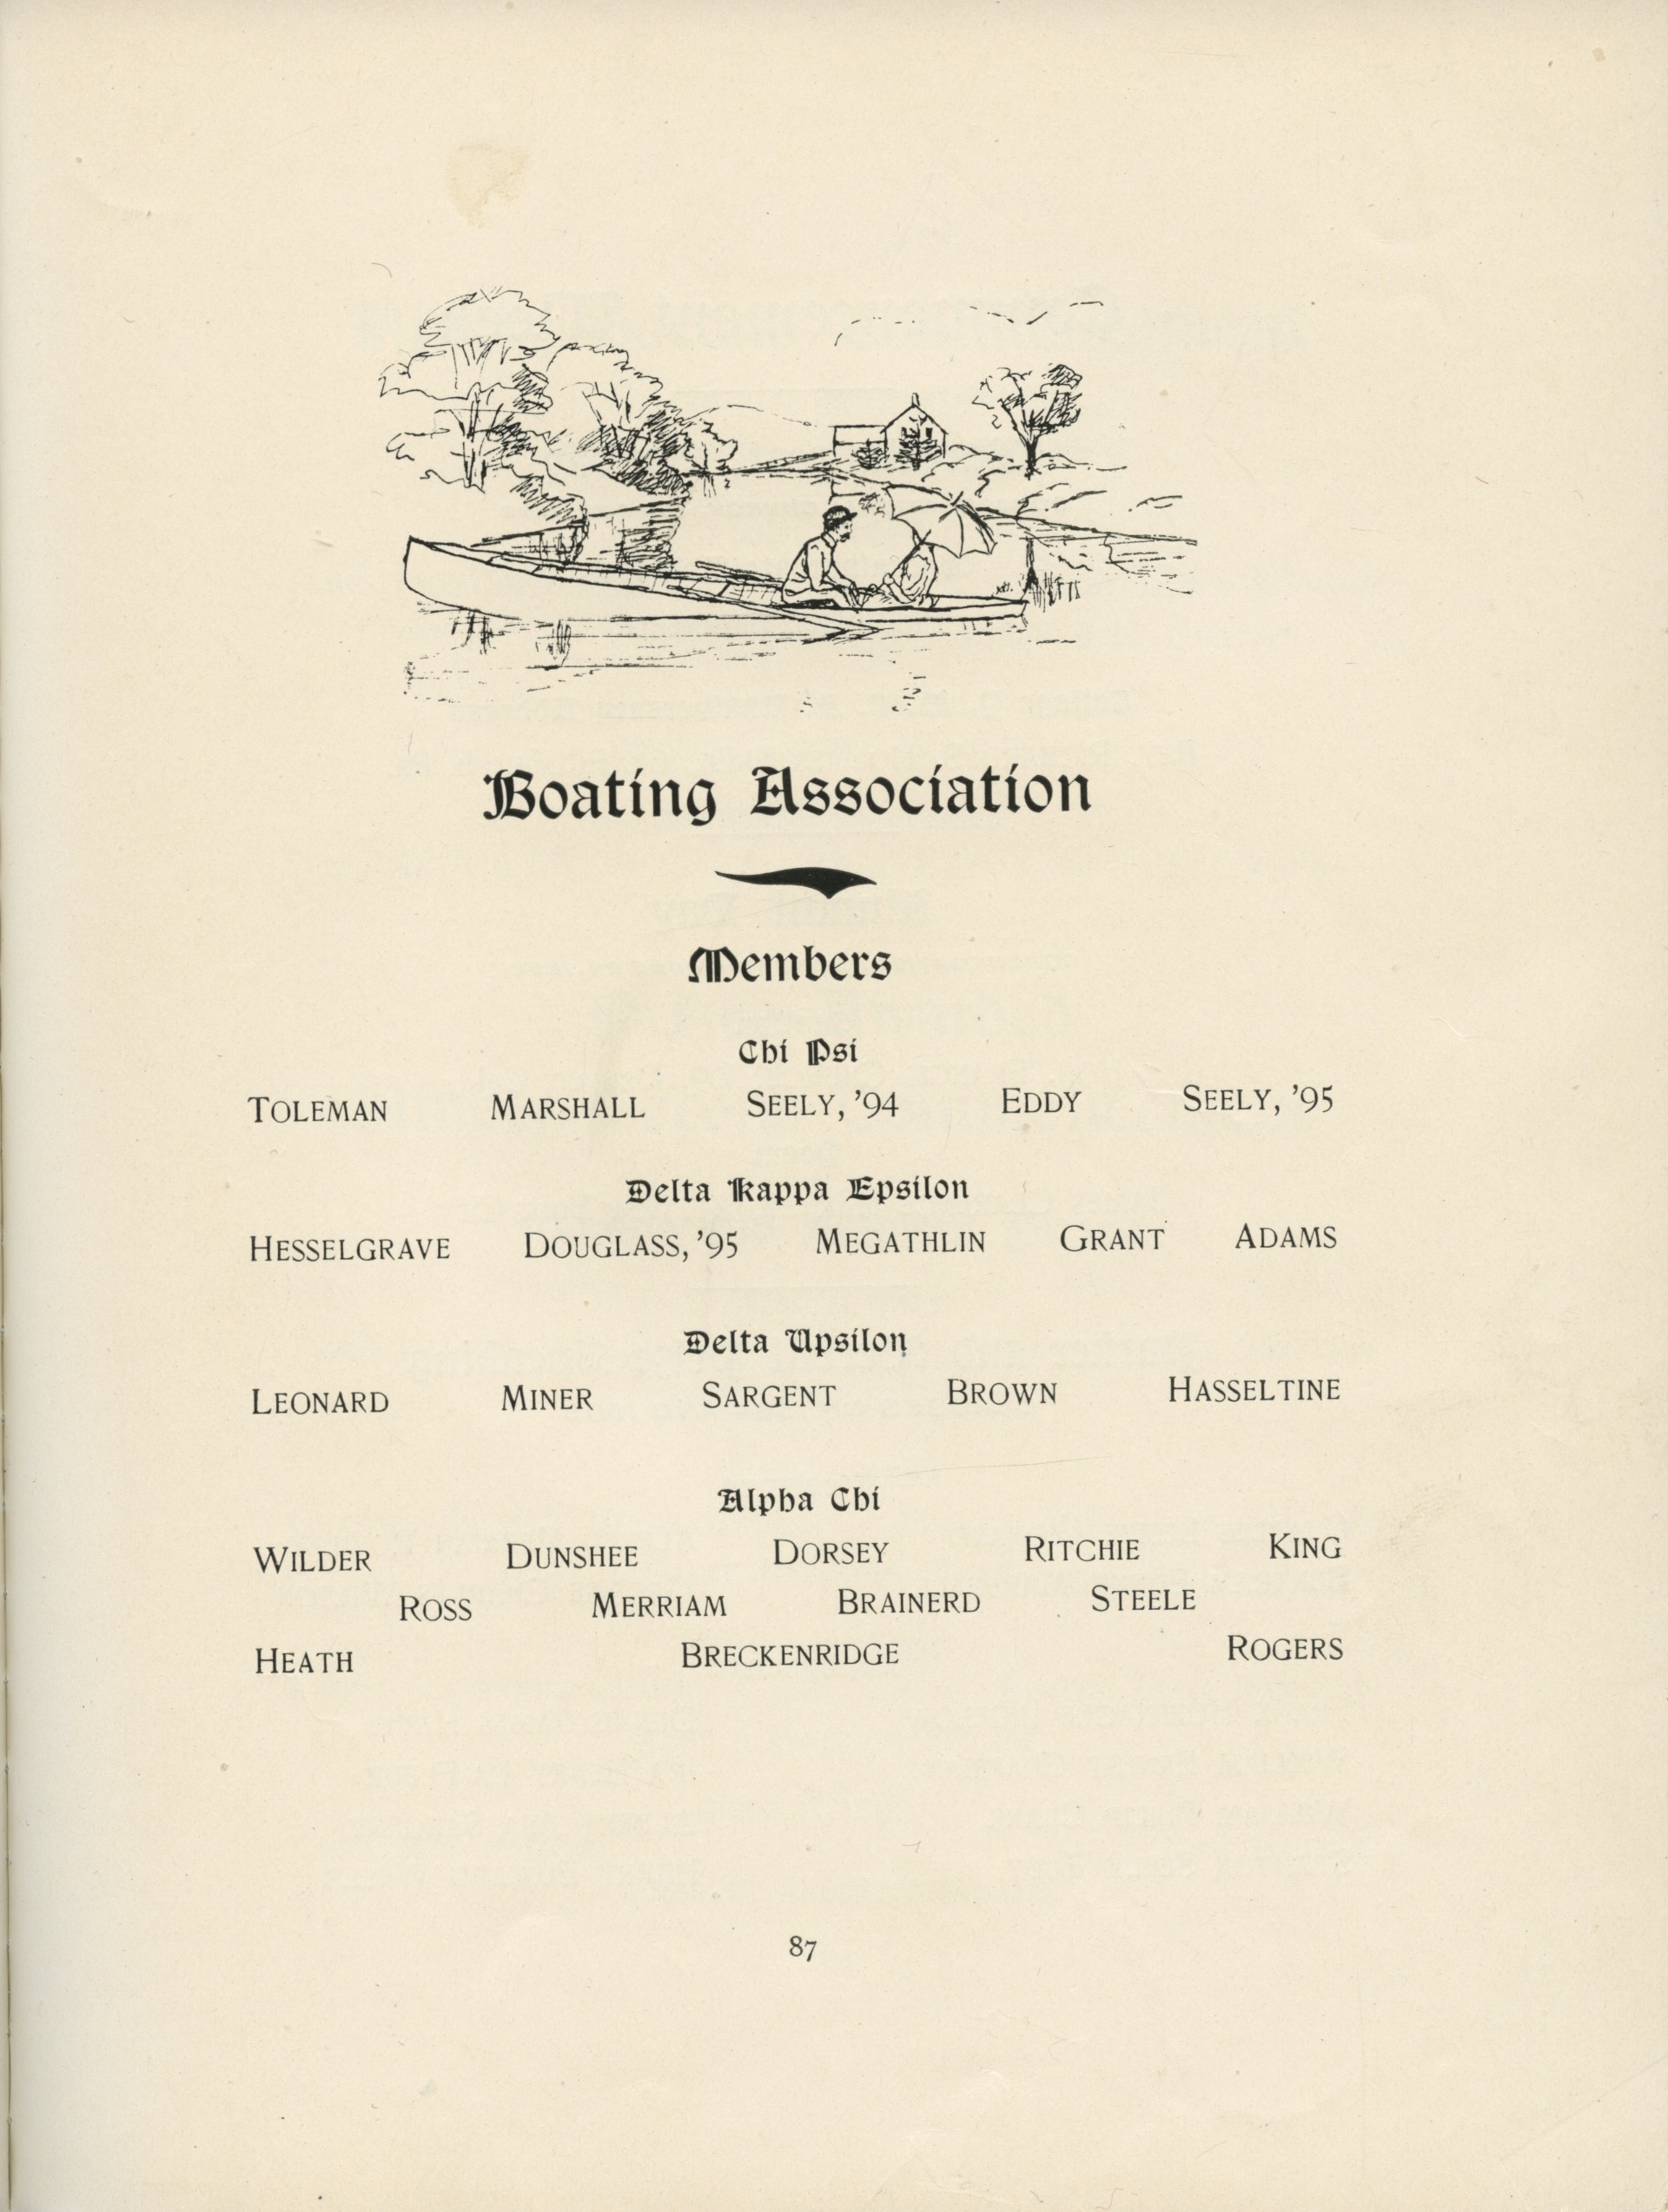 Boating Association
Members
Chi Psi
TOLEMAN MARSHALL SEELY, '94 EDDY SEELY, '95
Delta Kappa Epsilon
HESSELGRAVE DOUGLASS, '95 MEGATHLIN GRANT ADAMS
Delta Upsilon
LEONARD MINER SARGENT BROWN HASSELTINE
Alpha Chi
WILDER DUNSHEE DORSEY RITCHIE KING
ROSS MERRIAM BRAINERD STEELE
HEATH BRECKENRIDGE ROGERS
87